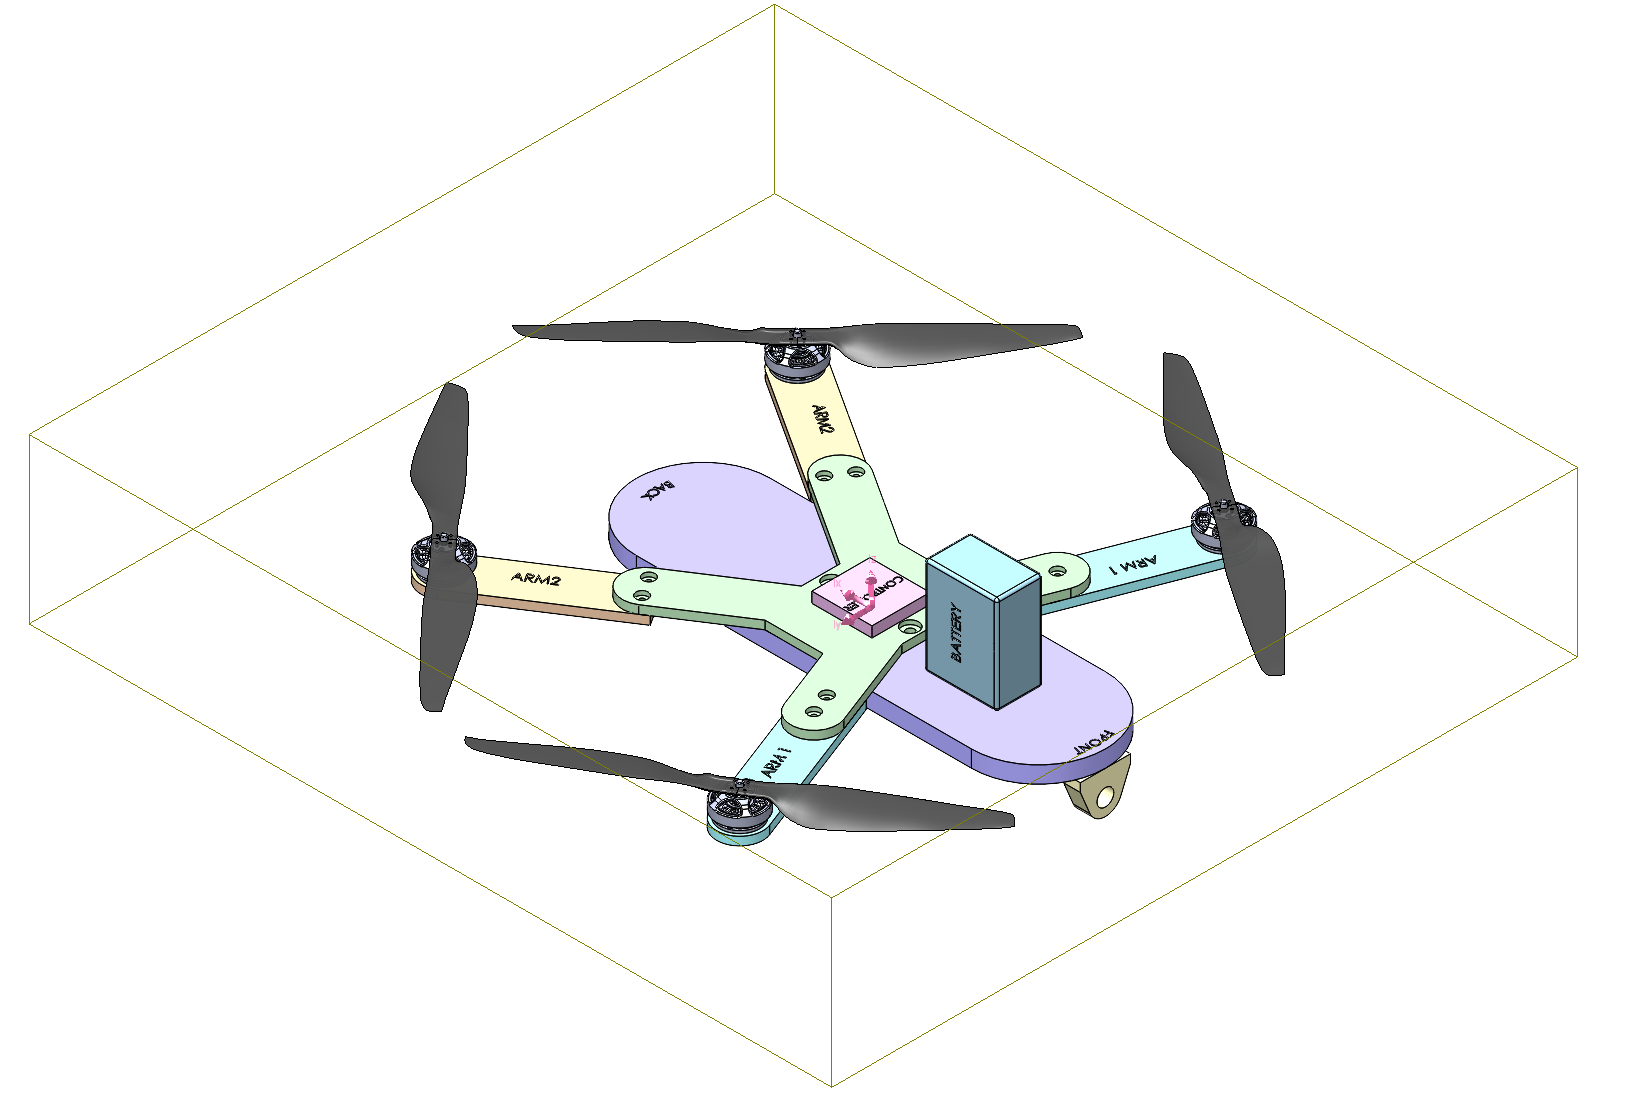 ARM2
BACK
ARM 1
ARM2
BATTERY
FRONT
ARM 1